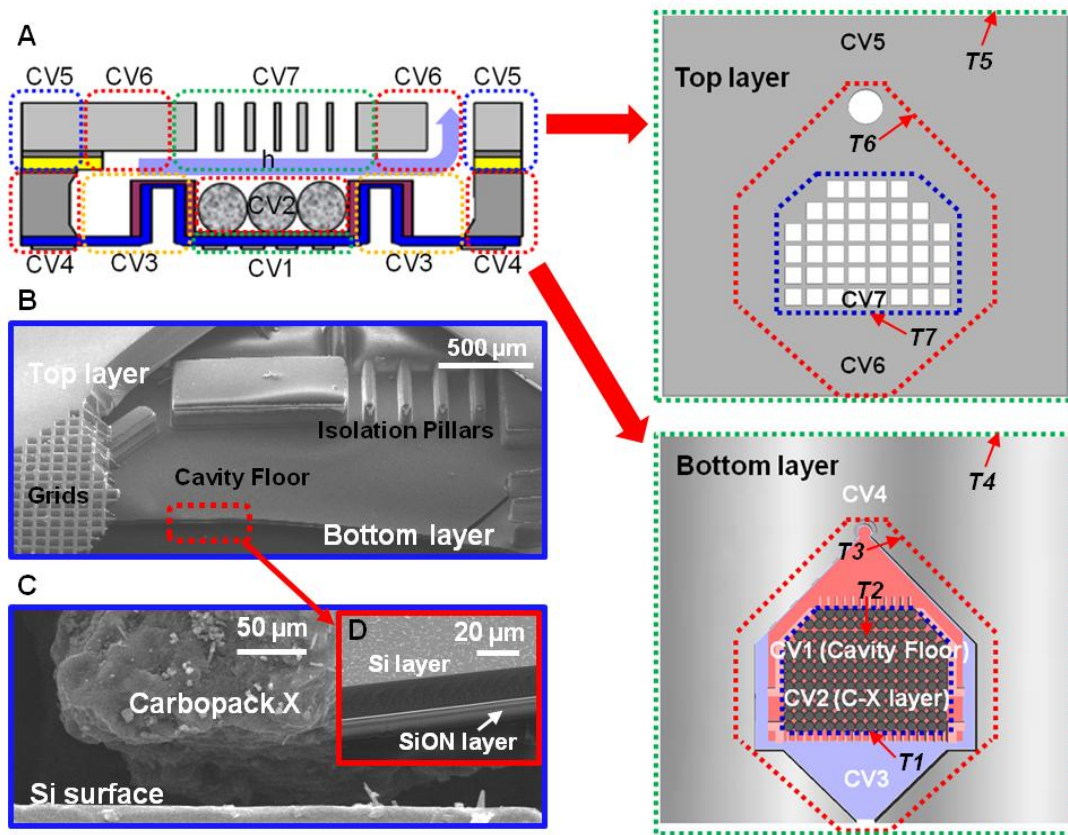 A
CV5 CV6 CV7 CV6 CV5
h
CV2
CV4 CV3 CV1 CV3 CV4
B
Top layer
500 µm
Isolation Pillars
Cavity Floor
Grids
Bottom layer
C
50 µm
Carbopack X
Si surface
D
20 µm
Si layer
SiON layer
CV5
T5
Top layer
T6
CV7
T7
CV6
Bottom layer
T4
CV4
T3
T2
CV1 (Cavity Floor)
CV2 (C-X layer)
T1
CV3